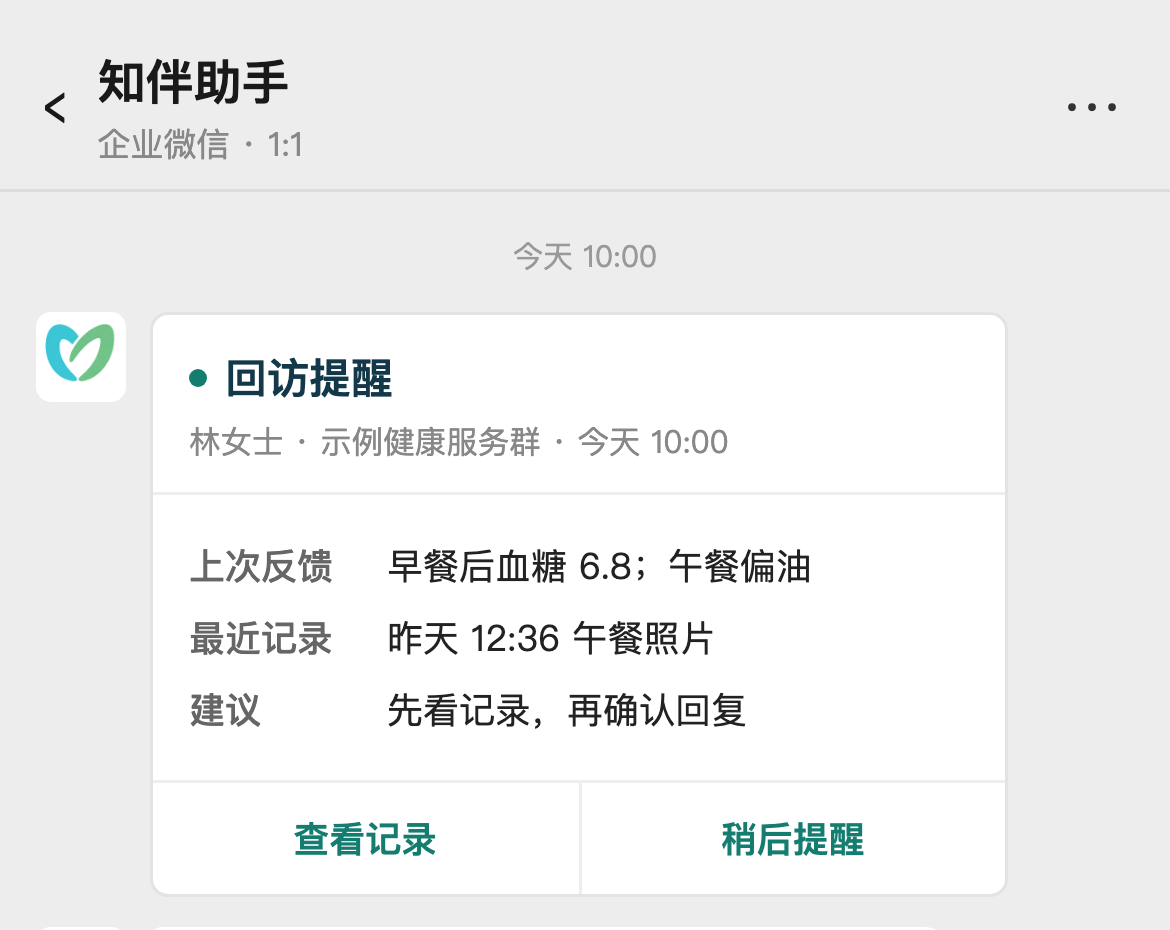 知伴助手
企业微信 · 1:1
今天 10:00
回访提醒
林女士 · 示例健康服务群 · 今天 10:00
上次反馈 早餐后血糖 6.8；午餐偏油
最近记录 昨天 12:36 午餐照片
建议 先看记录，再确认回复
查看记录 稍后提醒